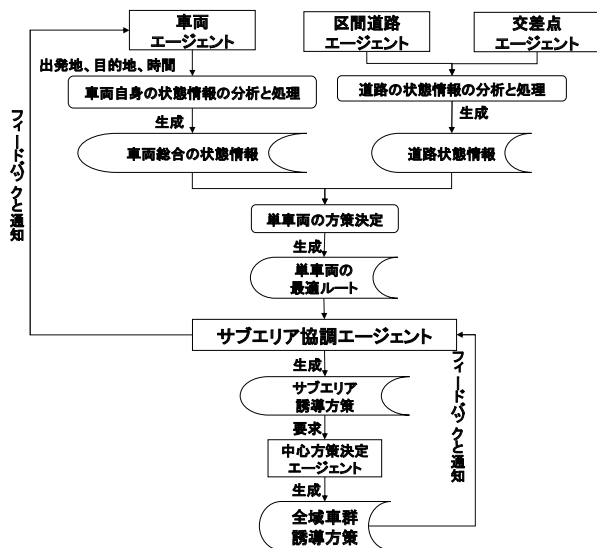 車両
エージェント
区間道路
エージェント
交差点
エージェント
出発地、目的地、時間
車両自身の状態情報の分析と処理
道路の状態情報の分析と処理
生成
生成
車両総合の状態情報
道路状態情報
フィードバックと通知
単車両の方策決定
生成
単車両の
最適ルート
サブエリア協調エージェント
生成
サブエリア
誘導方策
フィードバックと通知
要求
中心方策決定
エージェント
生成
全域車群
誘導方策